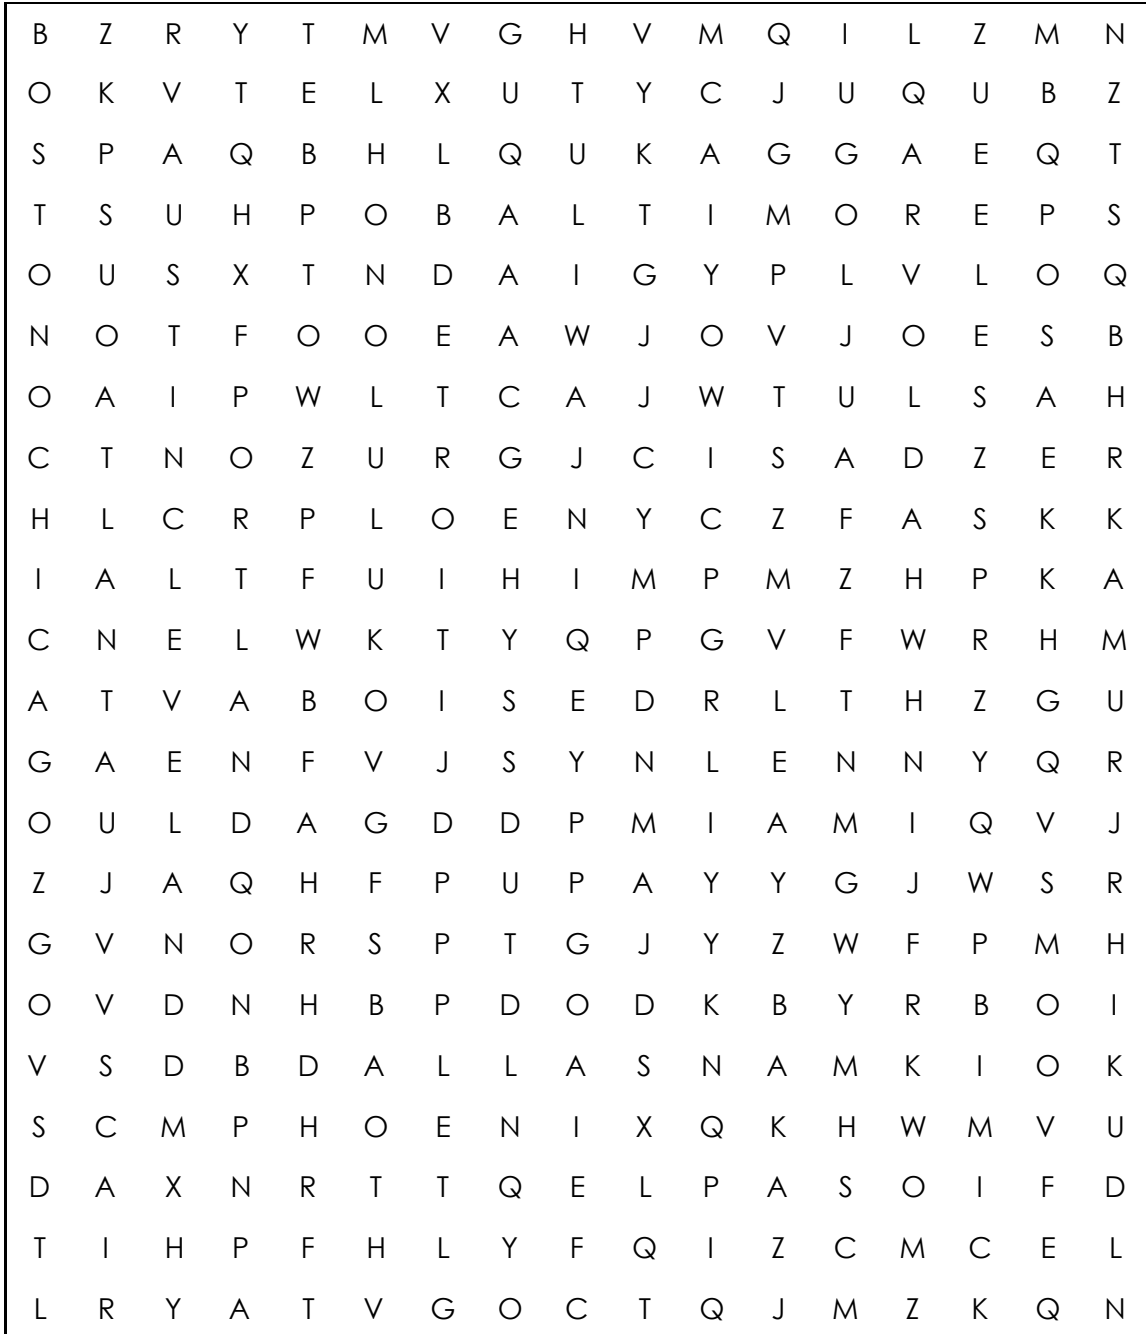 B Z R Y T M V G H V M Q I L Z M N
O K V T E L X U T Y C J U Q U B Z
S P A Q B H L Q U K A G G A E Q T
T S U H P O B A L T I M O R E P S
O U S X T N D A I G Y P L V L O Q
N O T F O O E A W J O V J O E S B
O A I P W L T C A J W T U L S A H
C T N O Z U R G J C I S A D Z E R
H L C R P L O E N Y C Z F A S K K
I A L T F U I H I M P M Z H P K A
C N E L W K T Y Q P G V F W R H M
A T V A B O I S E D R L T H Z G U
G A E N F V J S Y N L E N N Y Q R
O U L D A G D D P M I A M I Q V J
Z J A Q H F P U P A Y Y G J W S R
G V N O R S P T G J Y Z W F P M H
O V D N H B P D O D K B Y R B O I
V S D B D A L L A S N A M K I O K
S C M P H O E N I X Q K H W M V U
D A X N R T T Q E L P A S O I F D
T I H P F H L Y F Q I Z C M C E L
L R Y A T V G O C T Q J M Z K Q N